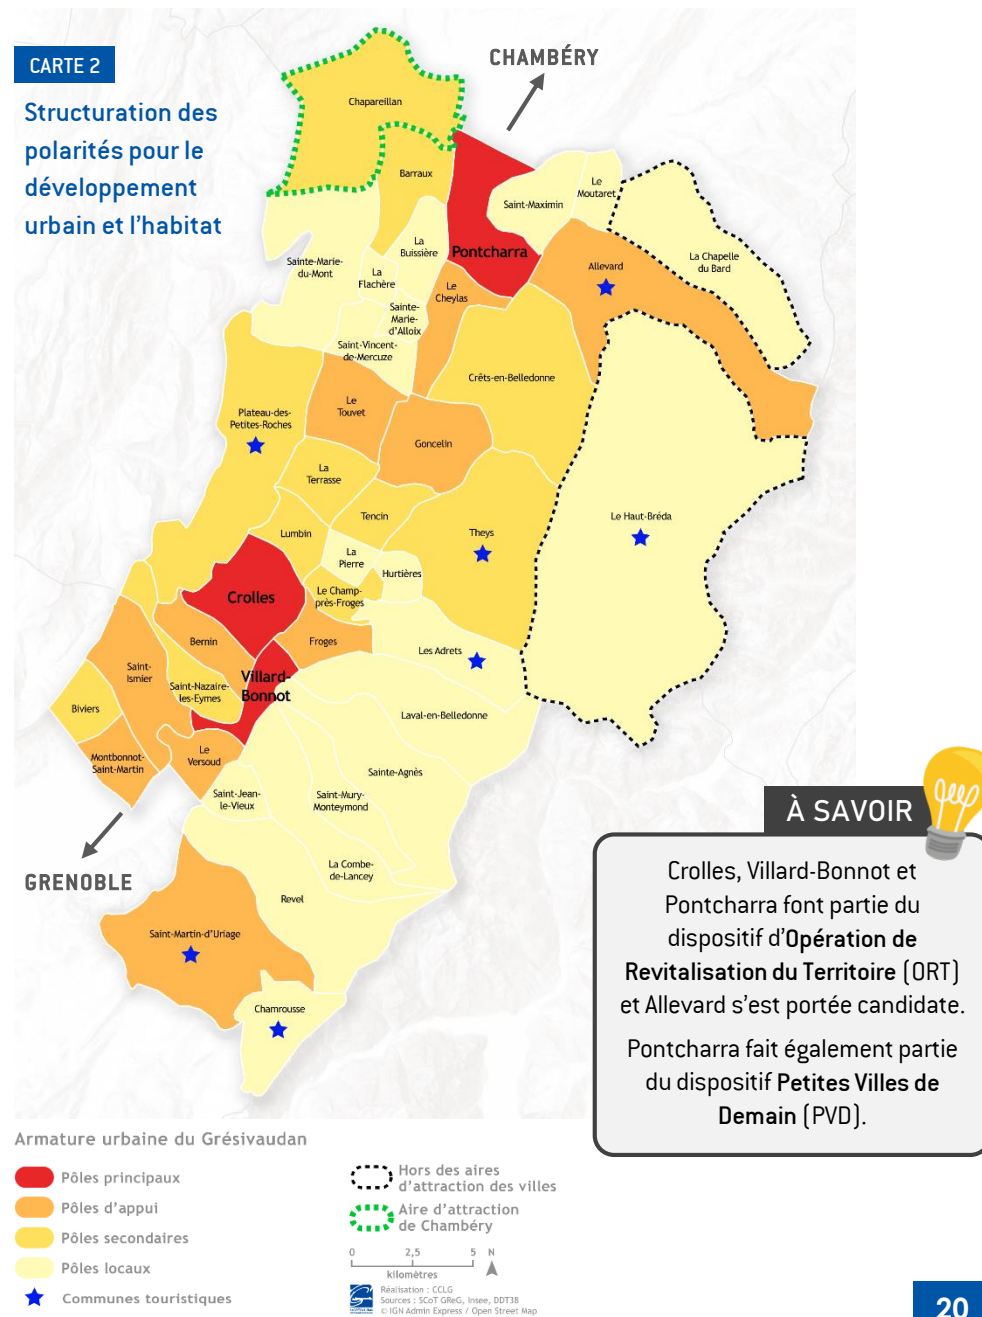 CARTE 2
Structuration des
polarités pour le
développement
urbain et l'habitat
CHAMBÉRY
Chapareillan
Barraux
Le
Moutaret
Saint-Maximin
La
Buissière
Pontcharra
La Chapelle
du Bard
Allevard
Sainte-Marie-
du-Mont
La
Flachère
Le
Cheylas
Sainte-
Marie-
d'Alloix
Saint-Vincent-
de-Mercuze
Crêts-en-Belledonne
Le
Touvet
Plateau-des-
Petites-Roches
Goncelin
La
Terrasse
Tencin
Le Haut-Bréda
Lumbin
Theys
La
Pierre
Hurtières
Le Champ-
près-Froges
Crolles
Bernin
Froges
Les Adrets
Saint-
Ismier
Villard-
Bonnot
Saint-Nazaire-
les-Eymes
Biviers
Laval-en-Belledonne
Le
Versoud
Montbonnot-
Saint-Martin
Sainte-Agnès
Saint-Jean-
le-Vieux
Saint-Mury-
Monteymond
GRENOBLE
La Combe-
de-Lancey
Revel
Saint-Martin-d'Uriage
Chamrousse
À SAVOIR
Crolles, Villard-Bonnot et
Pontcharra font partie du
dispositif d'Opération de
Revitalisation du Territoire (ORT)
et Allevard s'est portée candidate.
Pontcharra fait également partie
du dispositif Petites Villes de
Demain (PVD).
Armature urbaine du Grésivaudan
Pôles principaux
Pôles d'appui
Pôles secondaires
Pôles locaux
Communes touristiques
Hors des aires
d'attraction des villes
Aire d'attraction
de Chambéry
0 2,5 5 N
kilomètres
Réalisation : CCLG
Sources : SCoT GReG, Insee, DDT38
© IGN Admin Express / Open Street Map
20